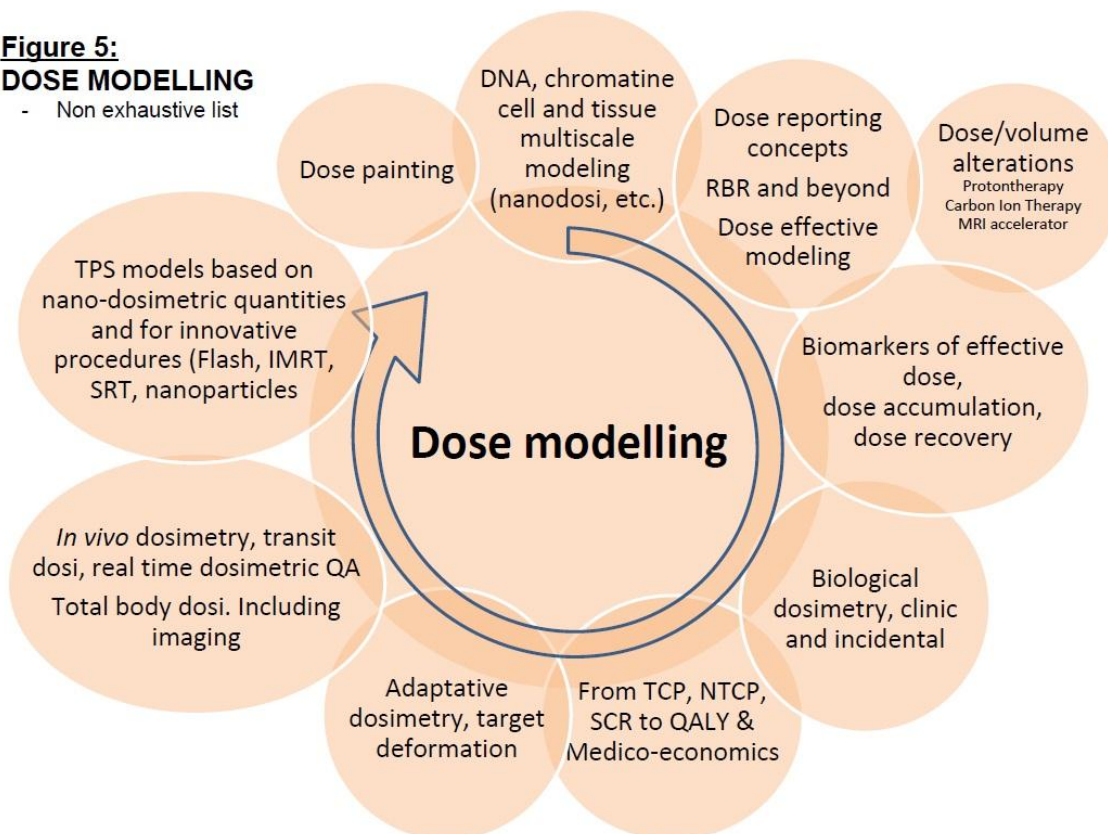 Figure 5:
DOSE MODELLING
- Non exhaustive list
DNA, chromatine
cell and tissue
multiscale
modeling
(nanodosi, etc.)
Dose reporting
concepts
RBR and beyond
Dose effective
modeling
Dose/volume
alterations
Protontherapy
Carbon Ion Therapy
MRI accelerator
Biomarkers of effective
dose,
dose accumulation,
dose recovery
Biological
dosimetry, clinic
and incidental
From TCP, NTCP,
SCR to QALY &
Medico-economics
Adaptative
dosimetry, target
deformation
In vivo dosimetry, transit
dosi, real time dosimetric QA
Total body dosi. Including
imaging
TPS models based on
nano-dosimetric quantities
and for innovative
procedures (Flash, IMRT,
SRT, nanoparticles
Dose painting
Dose modelling